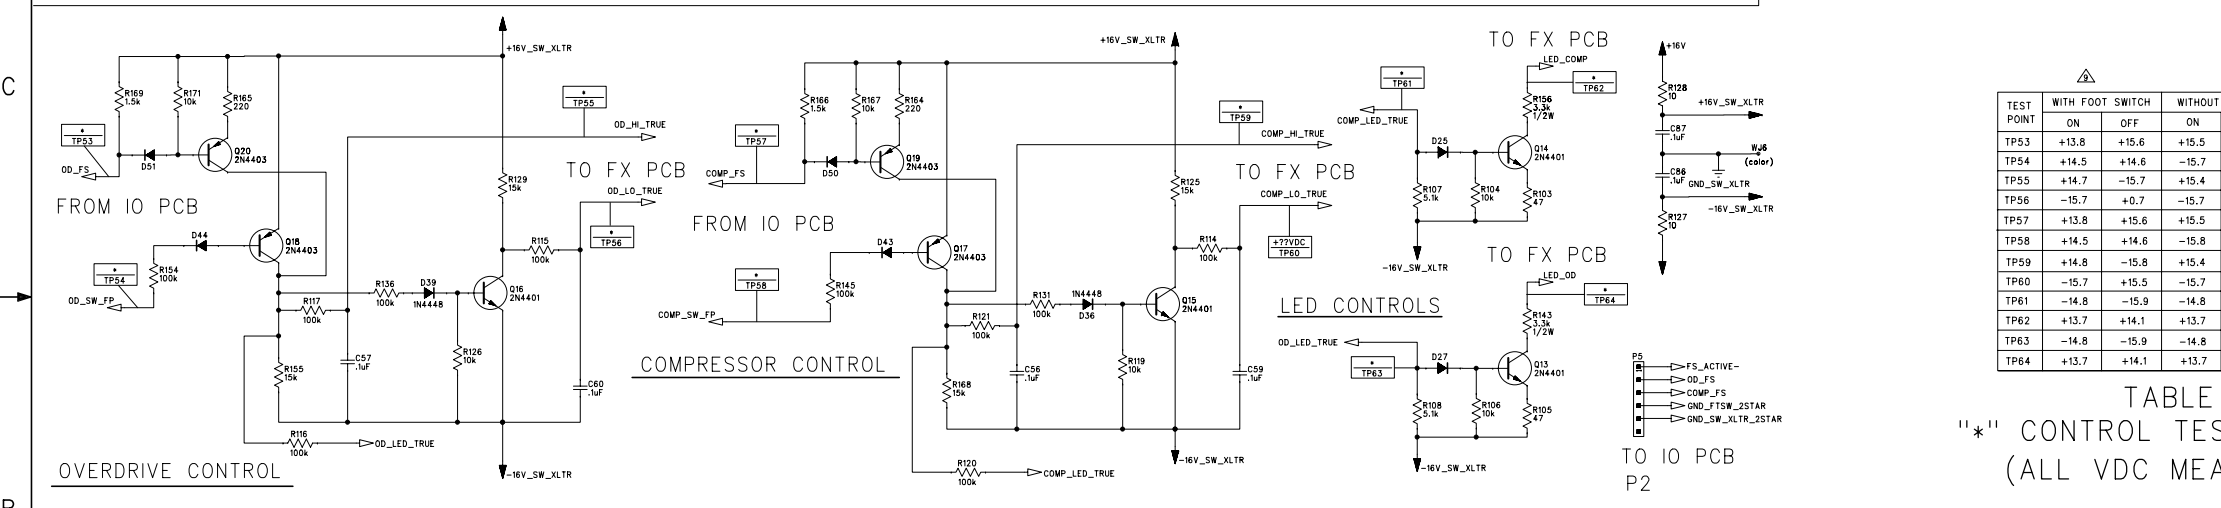 C
B
+16V_SW_XLTR
R169
1.5k
R171
10k
R165
220
*
TP53
OD_FS
D51
Q20
2N4403
FROM IO PCB
*
TP55
OD_HI_TRUE
TO FX PCB
OD_LO_TRUE
*
TP56
R129
15k
D44
Q18
2N4403
*
TP54
R154
100k
OD_SW_FP
R115
100k
R136
100k
D39
1N4448
Q16
2N4401
R117
100k
R155
15k
C57
.1uF
R126
10k
C60
.1uF
R116
100k
OD_LED_TRUE
-16V_SW_XLTR
OVERDRIVE CONTROL
+16V_SW_XLTR
R166
1.5k
R167
10k
R164
220
*
TP57
COMP_FS
D50
Q19
2N4403
FROM IO PCB
*
TP59
COMP_HI_TRUE
TO FX PCB
COMP_LO_TRUE
+??VDC
TP60
R125
15k
D43
Q17
2N4403
*
TP58
R145
100k
COMP_SW_FP
R114
100k
R131
100k
1N4448
D36
Q15
2N4401
R121
100k
R168
15k
C56
.1uF
R119
10k
C59
.1uF
R120
100k
COMP_LED_TRUE
-16V_SW_XLTR
COMPRESSOR CONTROL
TO FX PCB
LED_COMP
*
TP61
*
TP62
COMP_LED_TRUE
R156
3.3k
1/2W
D25
Q14
2N4401
R107
5.1k
R104
10k
R103
47
-16V_SW_XLTR
TO FX PCB
LED_OD
*
TP64
LED CONTROLS
R143
3.3k
1/2W
OD_LED_TRUE
*
TP63
D27
Q13
2N4401
R108
5.1k
R106
10k
R105
47
-16V_SW_XLTR
+16V
R128
10
+16V_SW_XLTR
C87
.1uF
WJ6
(color)
C86
.1uF
GND_SW_XLTR
-16V_SW_XLTR
R127
10
P5
FS_ACTIVE-
OD_FS
COMP_FS
GND_FTSW_2STAR
GND_SW_XLTR_2STAR
TO IO PCB
P2
9
TEST POINT WITH FOOT SWITCH WITHOUT
ON OFF ON
TP53 +13.8 +15.6 +15.5
TP54 +14.5 +14.6 -15.7
TP55 +14.7 -15.7 +15.4
TP56 -15.7 +0.7 -15.7
TP57 +13.8 +15.6 +15.5
TP58 +14.5 +14.6 -15.8
TP59 +14.8 -15.8 +15.4
TP60 -15.7 +15.5 -15.7
TP61 -14.8 -15.9 -14.8
TP62 +13.7 +14.1 +13.7
TP63 -14.8 -15.9 -14.8
TP64 +13.7 +14.1 +13.7
TABLE
"*" CONTROL TES
(ALL VDC MEA